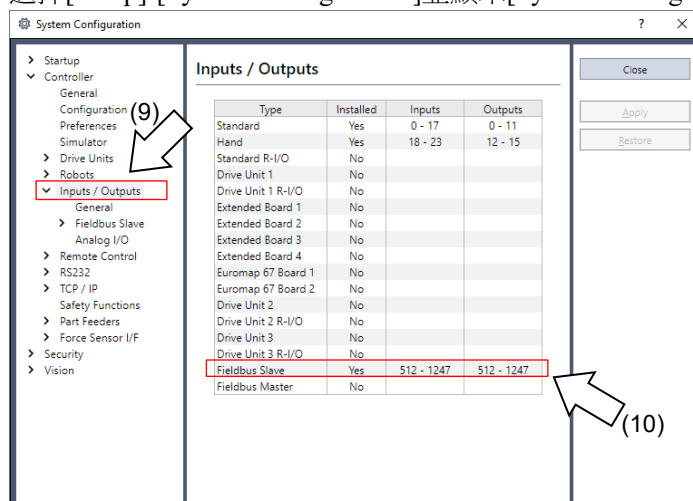 System Configuration ? ×
Startup
Controller
General
Configuration
Preferences
Simulator
Drive Units
Robots
Inputs / Outputs
General
Fieldbus Slave
Analog I/O
Remote Control
RS232
TCP / IP
Safety Functions
Part Feeders
Force Sensor I/F
Security
Vision
(9)
Inputs / Outputs
Type Installed Inputs Outputs
Standard Yes 0 - 17 0 - 11
Hand Yes 18 - 23 12 - 15
Standard R-I/O No
Drive Unit 1 No
Drive Unit 1 R-I/O No
Extended Board 1 No
Extended Board 2 No
Extended Board 3 No
Extended Board 4 No
Euromap 67 Board 1 No
Euromap 67 Board 2 No
Drive Unit 2 No
Drive Unit 2 R-I/O No
Drive Unit 3 No
Drive Unit 3 R-I/O No
Fieldbus Slave Yes 512 - 1247 512 - 1247
Fieldbus Master No
(10)
Close
Apply
Restore